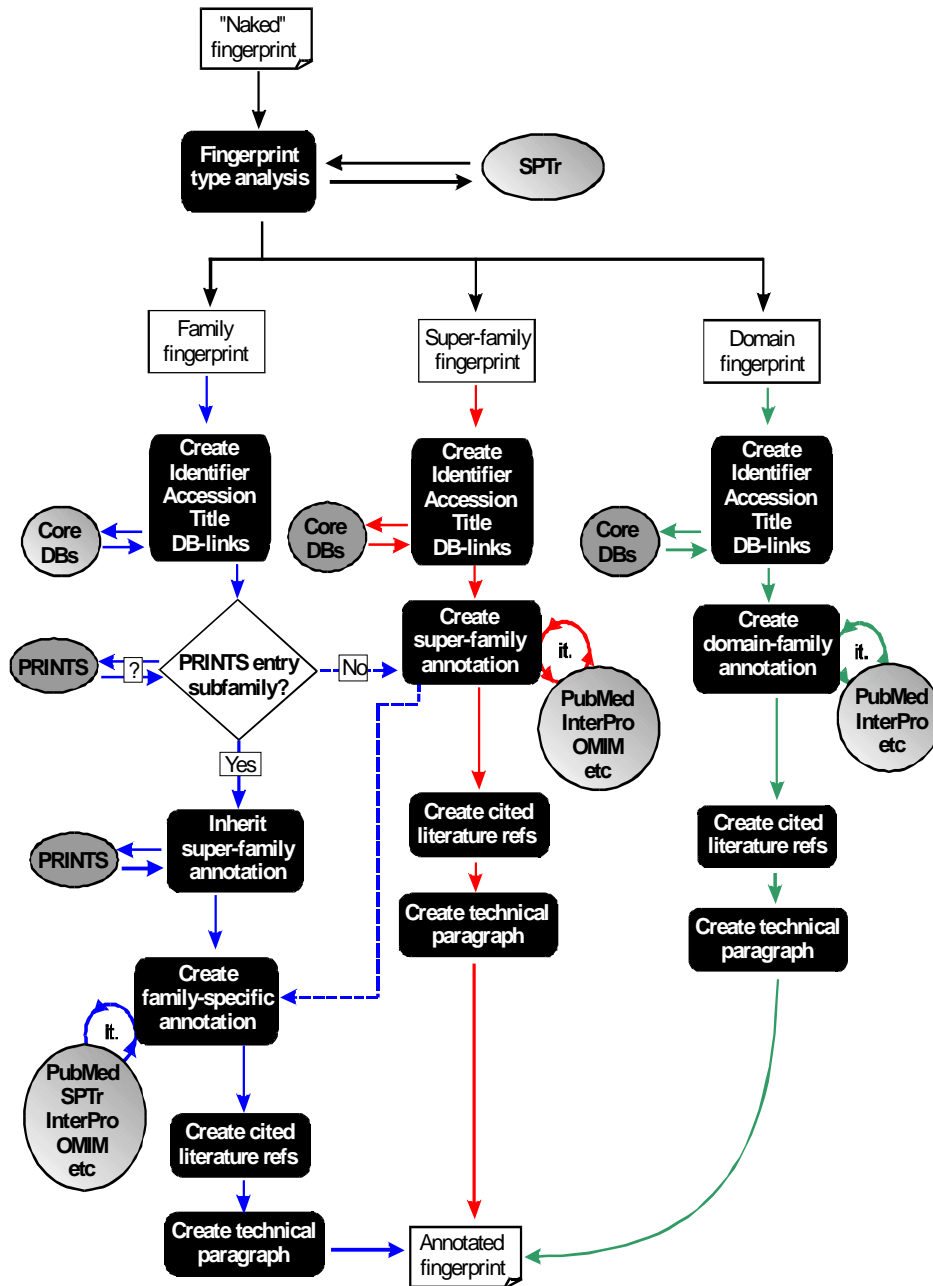 "Naked"
fingerprint
Fingerprint
type analysis
SPTr
Family
fingerprint
Super-family
fingerprint
Domain
fingerprint
Create
Identifier
Accession
Title
DB-links
Core
DBs
Create
Identifier
Accession
Title
DB-links
Core
DBs
Create
Identifier
Accession
Title
DB-links
Core
DBs
PRINTS
?
PRINTS entry
subfamily?
No
Yes
Create
super-family
annotation
it.
PubMed
InterPro
OMIM
etc
Create
domain-family
annotation
it.
PubMed
InterPro
etc
PRINTS
Inherit
super-family
annotation
Create cited
literature refs
Create technical
paragraph
Create cited
literature refs
Create technical
paragraph
Create
family-specific
annotation
it.
PubMed
SPTr
InterPro
OMIM
etc
Create cited
literature refs
Create technical
paragraph
Annotated
fingerprint